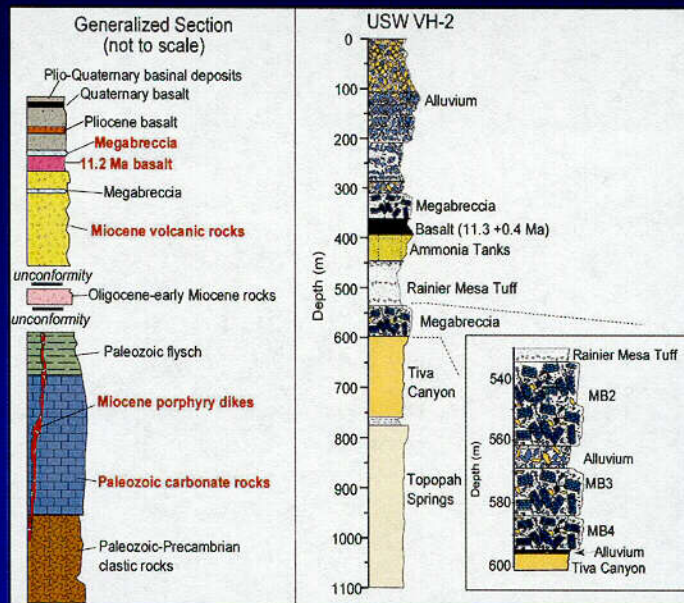 Generalized Section
(not to scale)
Plio-Quaternary basinal deposits
Quaternary basalt
Pliocene basalt
Megabreccia
11.2 Ma basalt
Megabreccia
Miocene volcanic rocks
unconformity
Oligocene-early Miocene rocks
unconformity
Paleozoic flysch
Miocene porphyry dikes
Paleozoic carbonate rocks
Paleozoic-Precambrian
clastic rocks
USW VH-2
Depth (m)
0
100
200
300
400
500
600
700
800
900
1000
1100
Alluvium
Megabreccia
Basalt (11.3 +0.4 Ma)
Ammonia Tanks
Rainier Mesa Tuff
Megabreccia
Tiva
Canyon
Topopah
Springs
Depth (m)
540
560
580
600
Rainier Mesa Tuff
MB2
Alluvium
MB3
MB4
Alluvium
Tiva Canyon